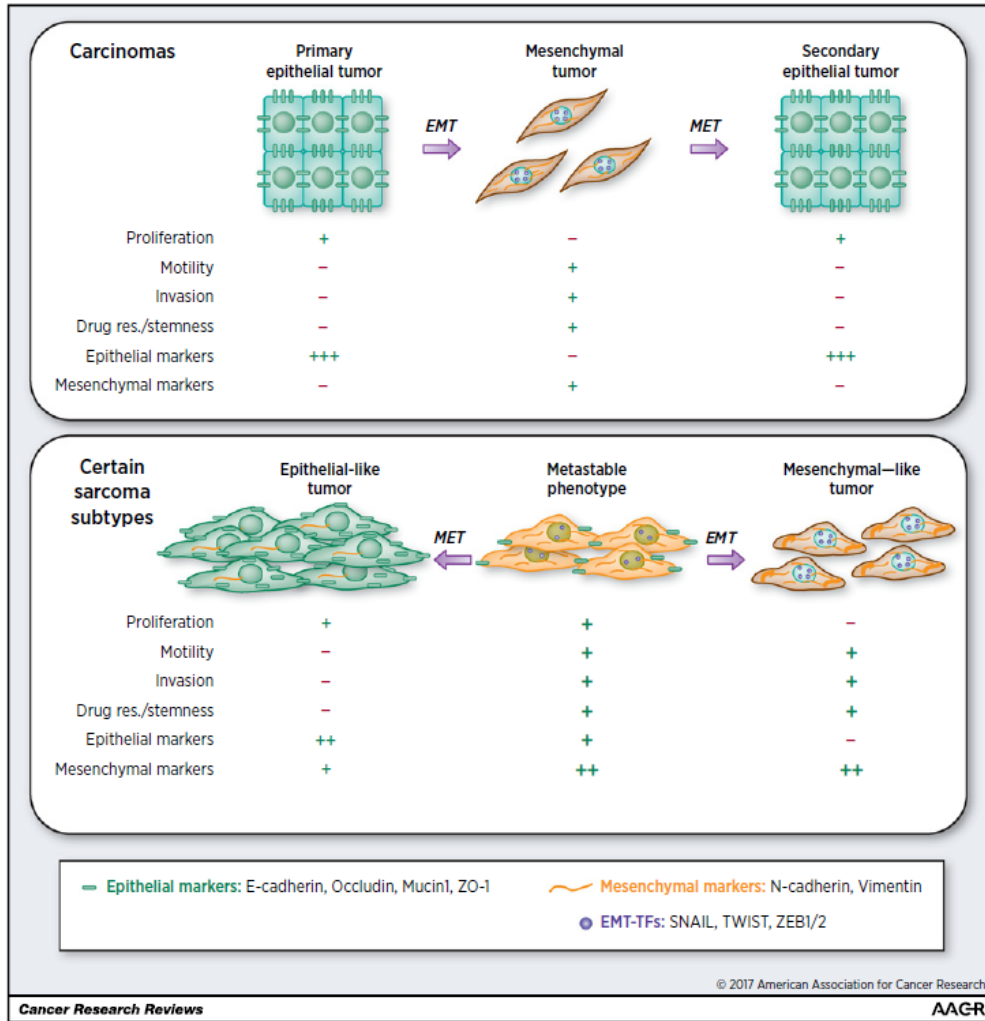 Carcinomas
Primary
epithelial tumor
Mesenchymal
tumor
Secondary
epithelial tumor
EMT
MET
Proliferation + – +
Motility – + –
Invasion – + –
Drug res./stemness – + –
Epithelial markers +++ – +++
Mesenchymal markers – + –
Certain
sarcoma
subtypes
Epithelial-like
tumor
Metastable
phenotype
Mesenchymal—like
tumor
MET
EMT
Proliferation + + –
Motility – + +
Invasion – + +
Drug res./stemness – + +
Epithelial markers ++ + –
Mesenchymal markers + ++ ++
Epithelial markers: E-cadherin, Occludin, Mucin1, ZO-1
Mesenchymal markers: N-cadherin, Vimentin
EMT-TFs: SNAIL, TWIST, ZEB1/2
© 2017 American Association for Cancer Research
Cancer Research Reviews
AACR